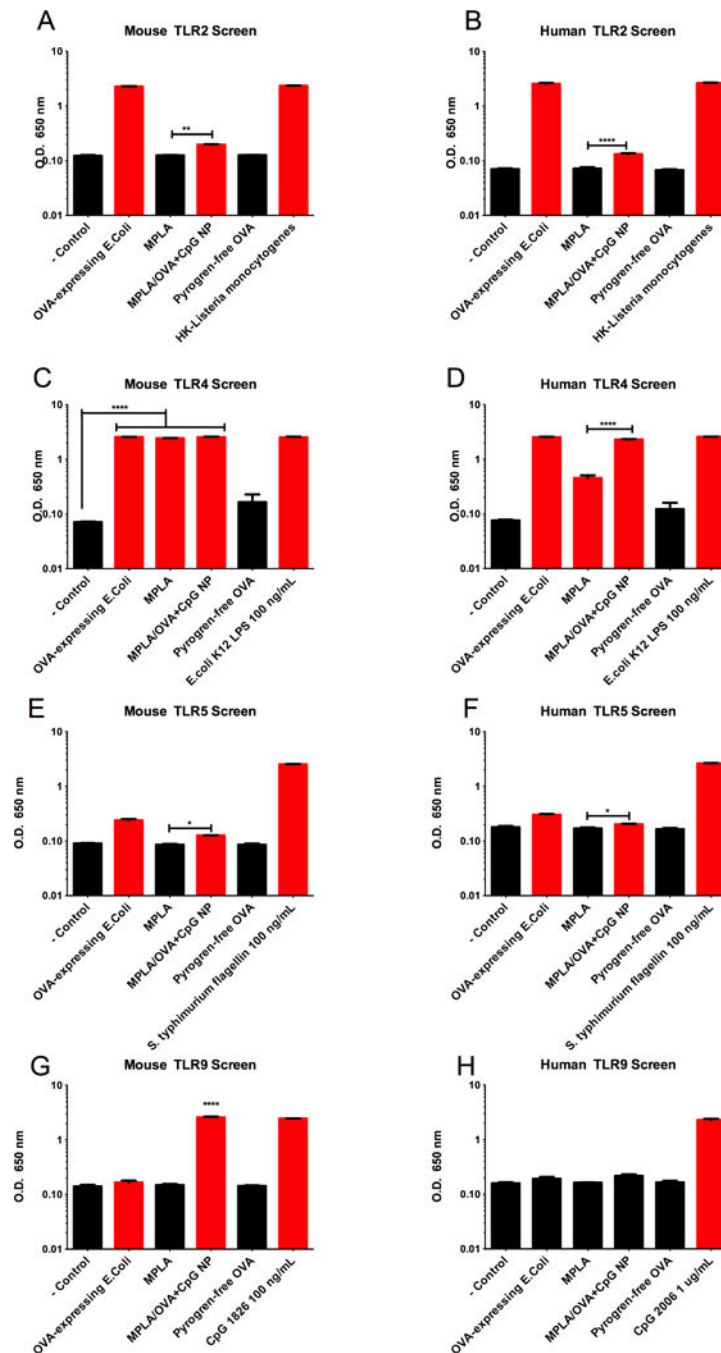 A
Mouse TLR2 Screen
O.D. 650 nm
10
1
0.10
0.01
**
- Control
OVA-expressing E.Coli
MPLA
MPLA/OVA+CpG NP
Pyrogren-free OVA
HK-Listeria monocytogenes
B
Human TLR2 Screen
O.D. 650 nm
10
1
0.10
0.01
****
- Control
OVA-expressing E.Coli
MPLA
MPLA/OVA+CpG NP
Pyrogren-free OVA
HK-Listeria monocytogenes
C
Mouse TLR4 Screen
O.D. 650 nm
10
1
0.10
0.01
****
- Control
OVA-expressing E.Coli
MPLA
MPLA/OVA+CpG NP
Pyrogren-free OVA
E.coli K12 LPS 100 ng/mL
D
Human TLR4 Screen
O.D. 650 nm
10
1
0.10
0.01
****
- Control
OVA-expressing E.Coli
MPLA
MPLA/OVA+CpG NP
Pyrogren-free OVA
E.coli K12 LPS 100 ng/mL
E
Mouse TLR5 Screen
O.D. 650 nm
10
1
0.10
0.01
*
- Control
OVA-expressing E.Coli
MPLA
MPLA/OVA+CpG NP
Pyrogren-free OVA
S. typhimurium flagellin 100 ng/mL
F
Human TLR5 Screen
O.D. 650 nm
10
1
0.10
0.01
*
- Control
OVA-expressing E.Coli
MPLA
MPLA/OVA+CpG NP
Pyrogren-free OVA
S. typhimurium flagellin 100 ng/mL
G
Mouse TLR9 Screen
O.D. 650 nm
10
1
0.10
0.01
****
- Control
OVA-expressing E.Coli
MPLA
MPLA/OVA+CpG NP
Pyrogren-free OVA
CpG 1826 100 ng/mL
H
Human TLR9 Screen
O.D. 650 nm
10
1
0.10
0.01
- Control
OVA-expressing E.Coli
MPLA
MPLA/OVA+CpG NP
Pyrogren-free OVA
CpG 2006 1 ug/mL